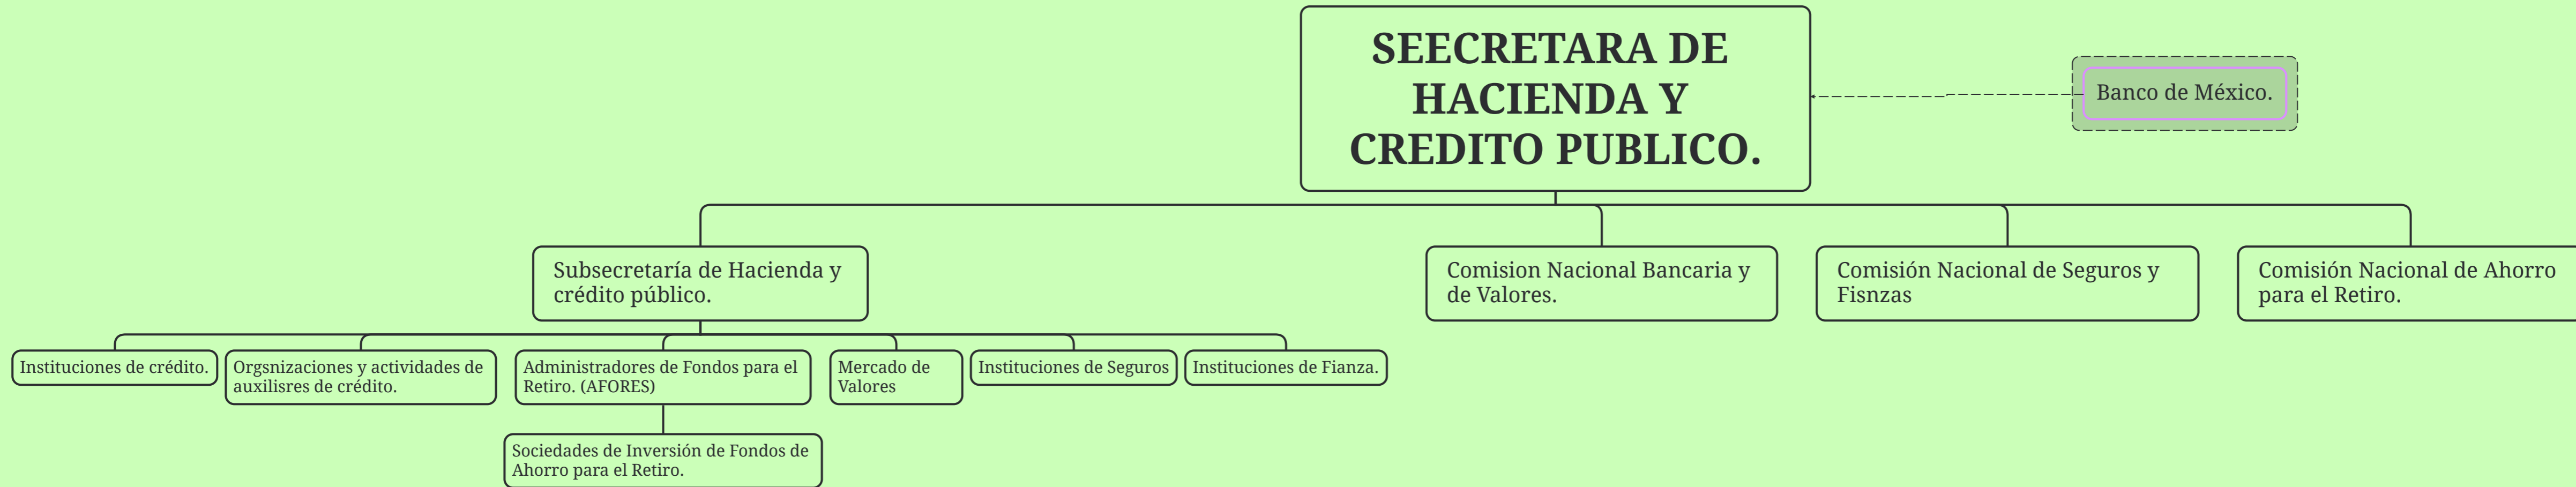 SEECRETARA DE
HACIENDA Y
CREDITO PUBLICO.
Banco de México.
Subsecretaría de Hacienda y
crédito público.
Comision Nacional Bancaria y
de Valores.
Comisión Nacional de Seguros y
Fisnzas
Comisión Nacional de Ahorro
para el Retiro.
Instituciones de crédito.
Orgsnizaciones y actividades de
auxilisres de crédito.
Administradores de Fondos para el
Retiro. (AFORES)
Mercado de
Valores
Instituciones de Seguros
Instituciones de Fianza.
Sociedades de Inversión de Fondos de
Ahorro para el Retiro.